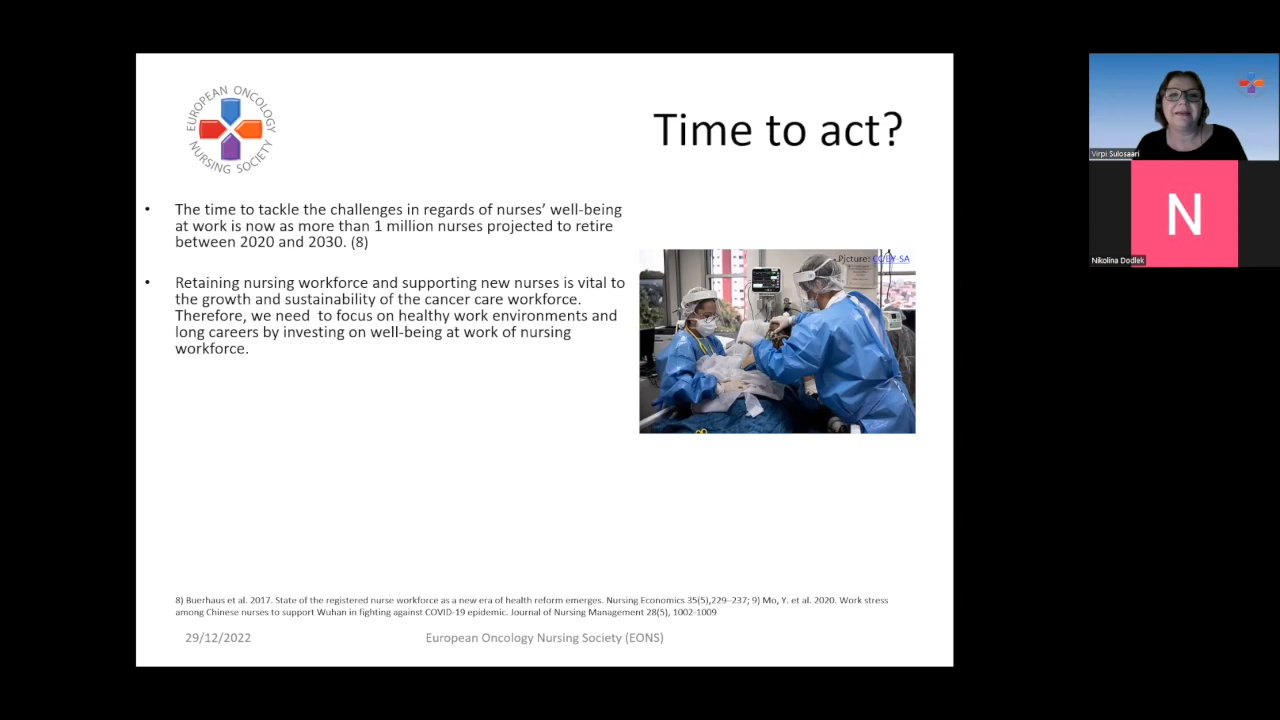 EUROPEAN ONCOLOGY
NURSING SOCIETY
Time to act?
• The time to tackle the challenges in regards of nurses’ well-being
at work is now as more than 1 million nurses projected to retire
between 2020 and 2030. (8)
• Retaining nursing workforce and supporting new nurses is vital to
the growth and sustainability of the cancer care workforce.
Therefore, we need  to focus on healthy work environments and
long careers by investing on well-being at work of nursing
workforce.
Picture: CC BY-SA
8) Buerhaus et al. 2017. State of the registered nurse workforce as a new era of health reform emerges. Nursing Economics 35(5),229–237; 9) Mo, Y. et al. 2020. Work stress
among Chinese nurses to support Wuhan in fighting against COVID-19 epidemic. Journal of Nursing Management 28(5), 1002-1009
29/12/2022
European Oncology Nursing Society (EONS)
Virpi Sulosaari
N
Nikolina Dodlek